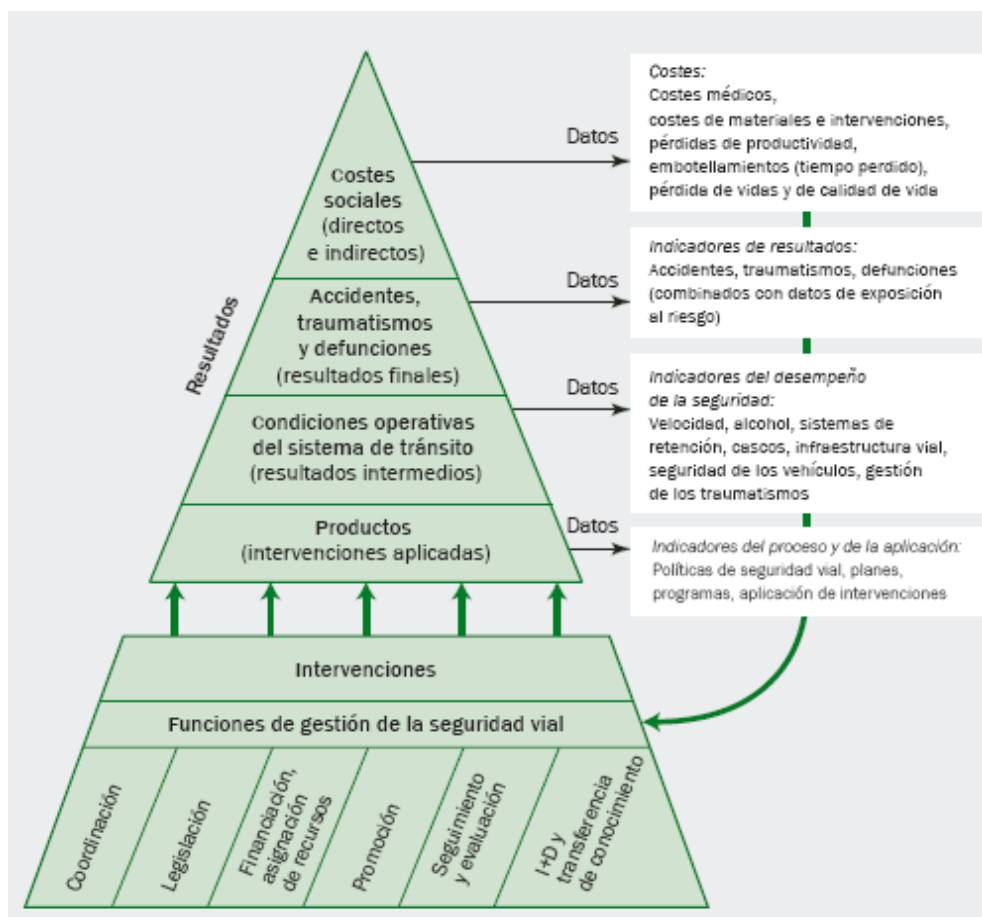 Costes
sociales
(directos
e indirectos)
Accidentes,
traumatismos
y defunciones
(resultados finales)
Condiciones operativas
del sistema de tránsito
(resultados intermedios)
Productos
(intervenciones aplicadas)
Resultados
Datos
Costes:
Costes médicos,
costes de materiales e intervenciones,
pérdidas de productividad,
embotellamientos (tiempo perdido),
pérdida de vidas y de calidad de vida
Datos
Indicadores de resultados:
Accidentes, traumatismos, defunciones
(combinados con datos de exposición
al riesgo)
Datos
Indicadores del desempeño
de la seguridad:
Velocidad, alcohol, sistemas de
retención, cascos, infraestructura vial,
seguridad de los vehículos, gestión
de los traumatismos
Datos
Indicadores del proceso y de la aplicación:
Políticas de seguridad vial, planes,
programas, aplicación de intervenciones
Intervenciones
Funciones de gestión de la seguridad vial
Coordinación
Legislación
Financiación,
asignación
de recursos
Promoción
Seguimiento
y evaluación
I+D y
transferencia
de conocimiento